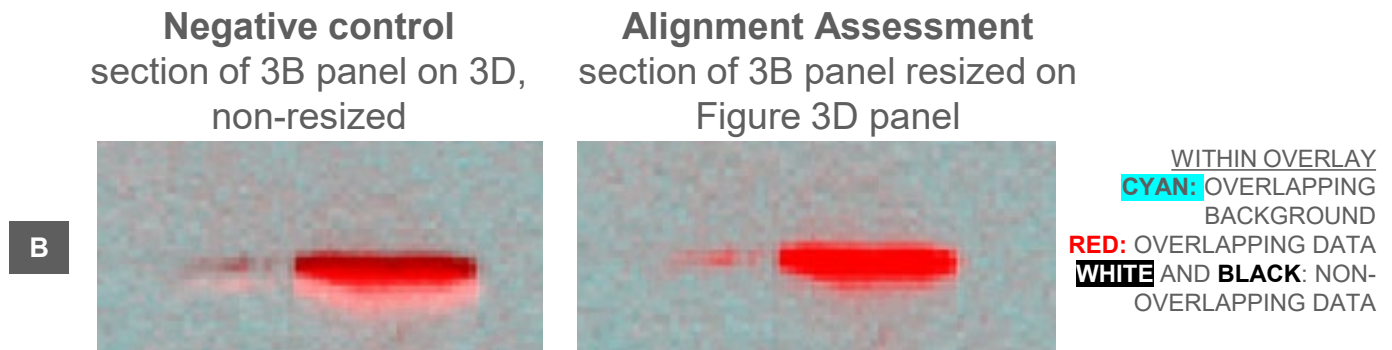 Negative control
section of 3B panel on 3D,
non-resized
Alignment Assessment
section of 3B panel resized on
Figure 3D panel
B
WITHIN OVERLAY
CYAN: OVERLAPPING
BACKGROUND
RED: OVERLAPPING DATA
WHITE AND BLACK: NON-
OVERLAPPING DATA